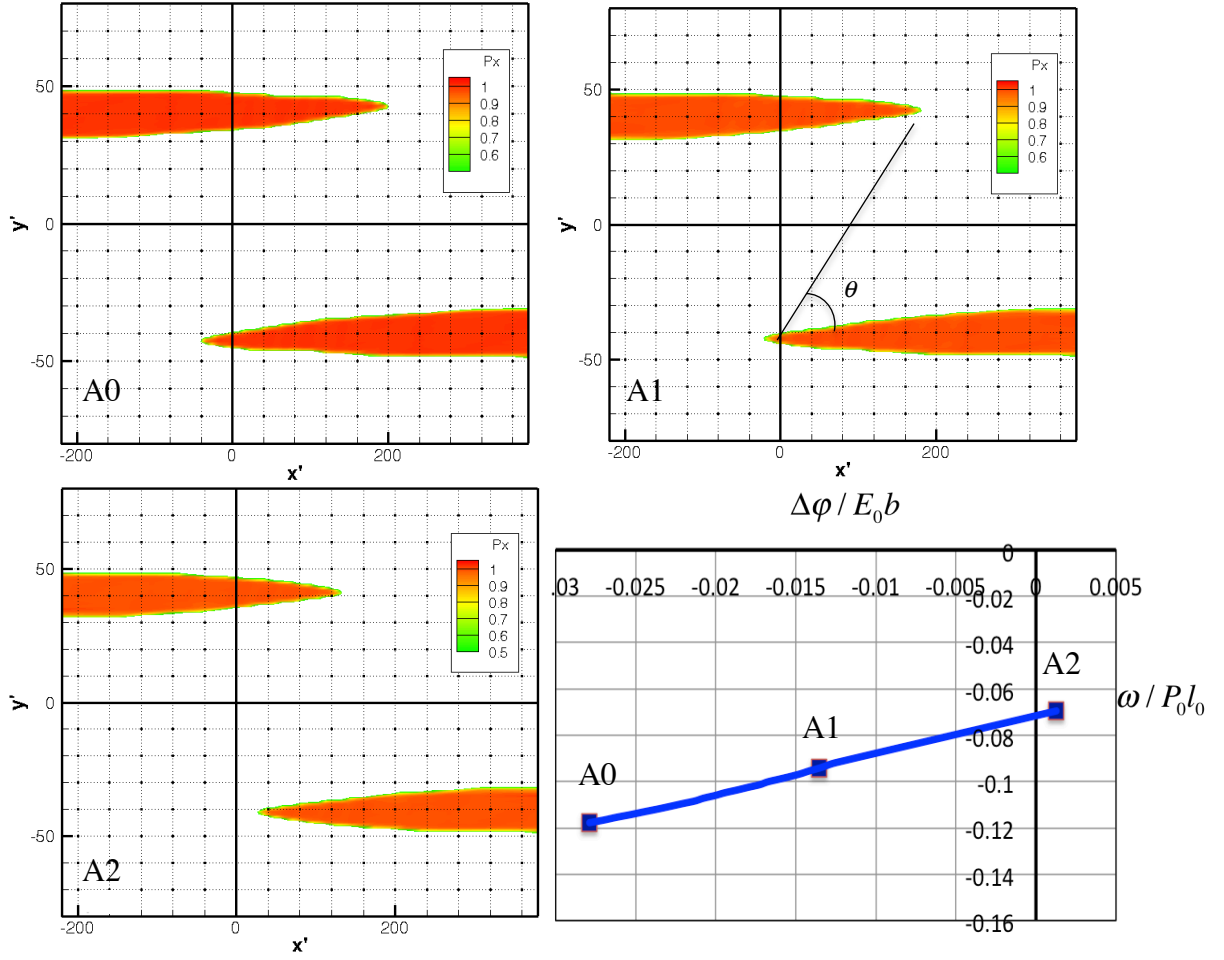 Px
1
0.9
0.8
0.7
0.6
50
0
-50
y'
A0
-200 0 200
x'
Px
1
0.9
0.8
0.7
0.6
50
0
-50
y'
θ
A1
-200 0 200
x'
Px
1
0.9
0.8
0.7
0.6
0.5
50
0
-50
y'
A2
-200 0 200
x'
Δφ / E₀b
.03 -0.025 -0.02 -0.015 -0.01 -0.005 0 0.005
0
-0.02
-0.04
-0.06
-0.08
-0.1
-0.12
-0.14
-0.16
ω / P₀l₀
A2
A1
A0